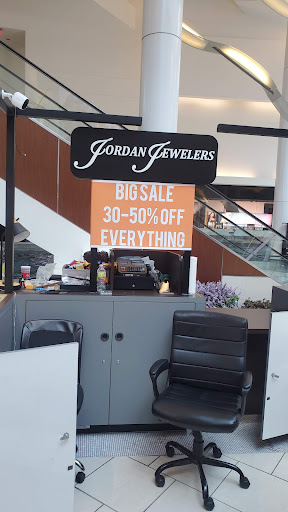 JORDAN JEWELERS
BIG SALE
30-50% OFF
EVERYTHING